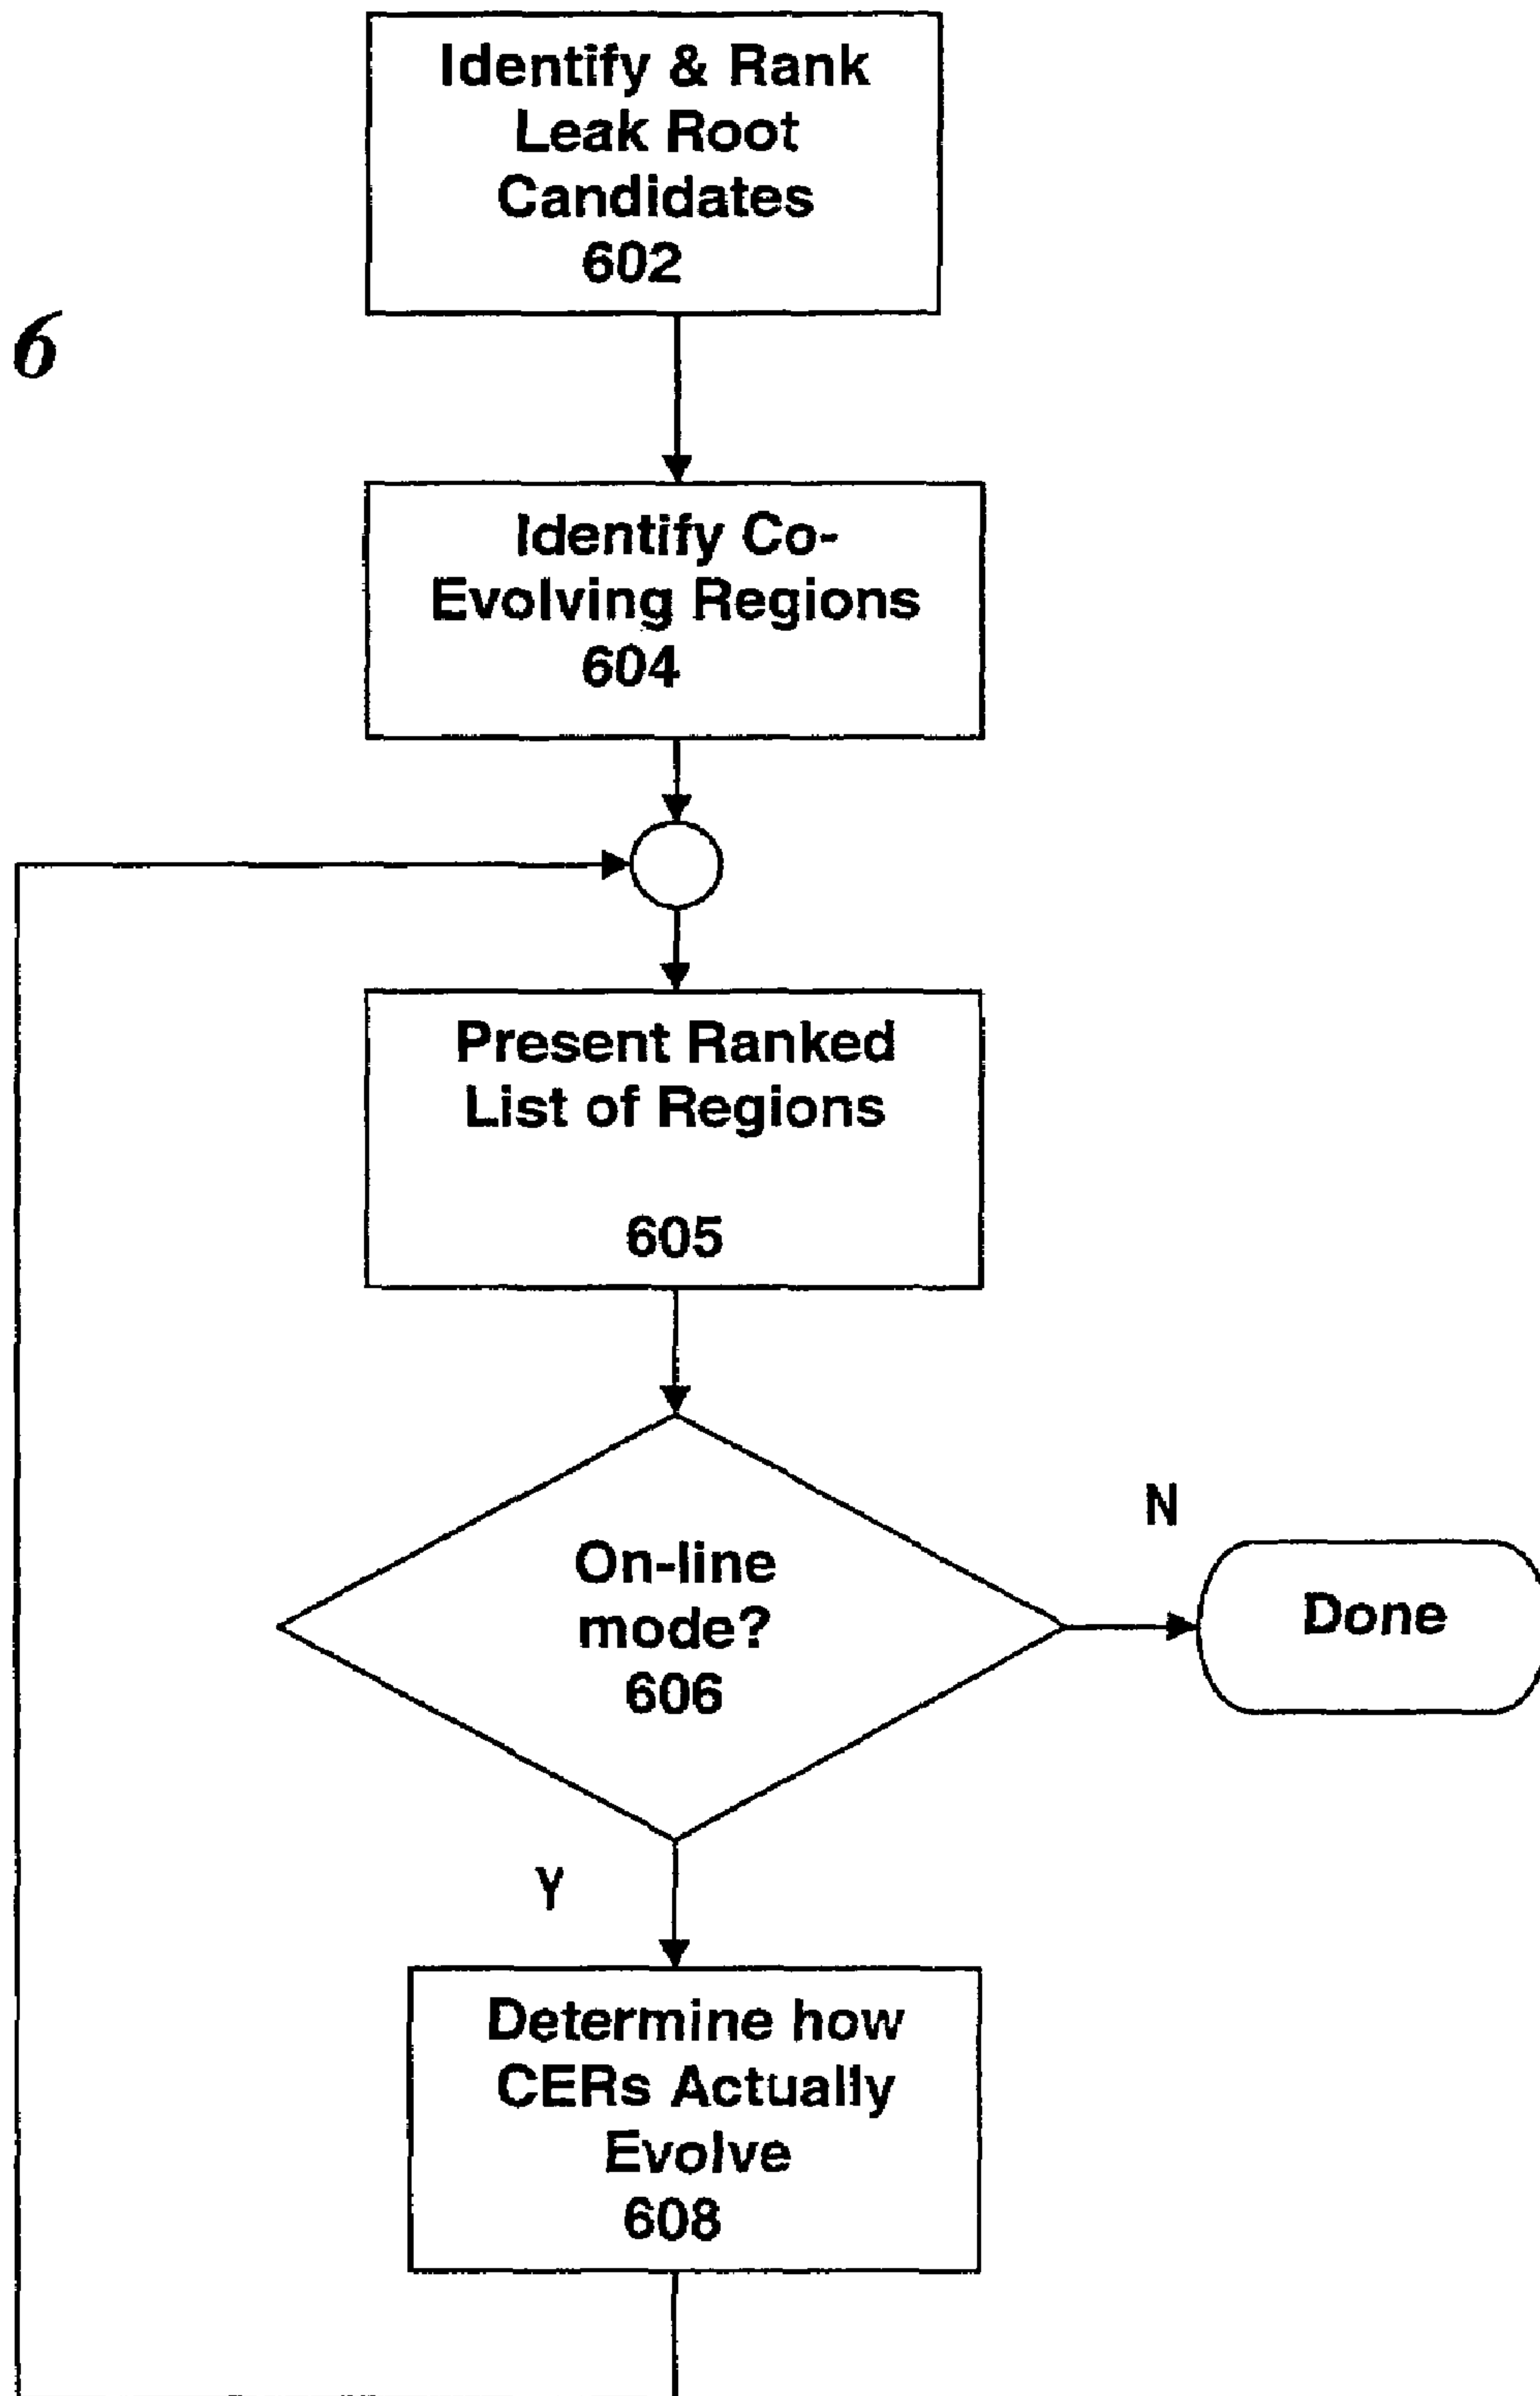 Identify & Rank
Leak Root
Candidates
602
6
Identify Co-
Evolving Regions
604
Present Ranked
List of Regions
605
On-line
mode?
606
N
Done
Y
Determine how
CERs Actually
Evolve
608